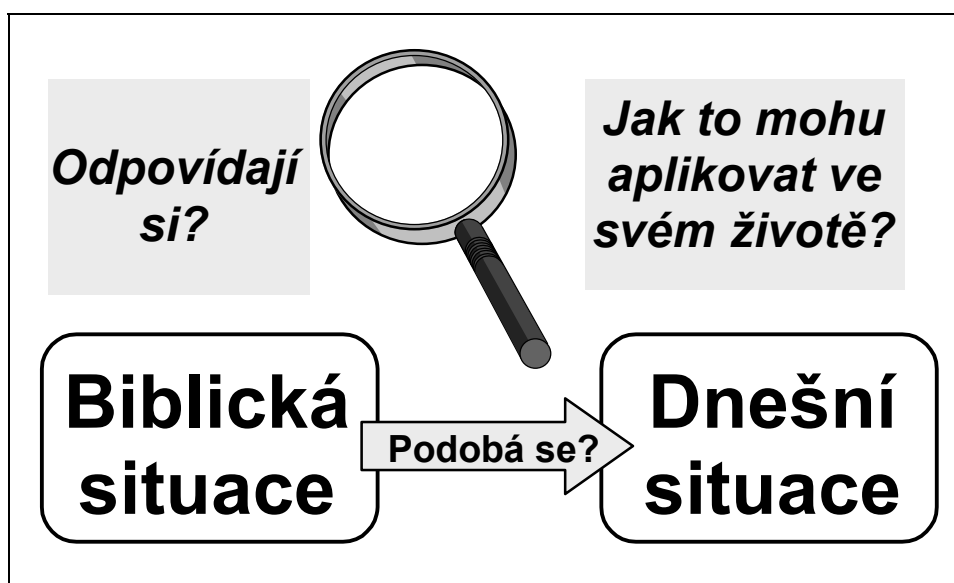 Odpovídají
si?
Jak to mohu
aplikovat ve
svém životě?
Biblická
situace
Podobá se?
Dnešní
situace